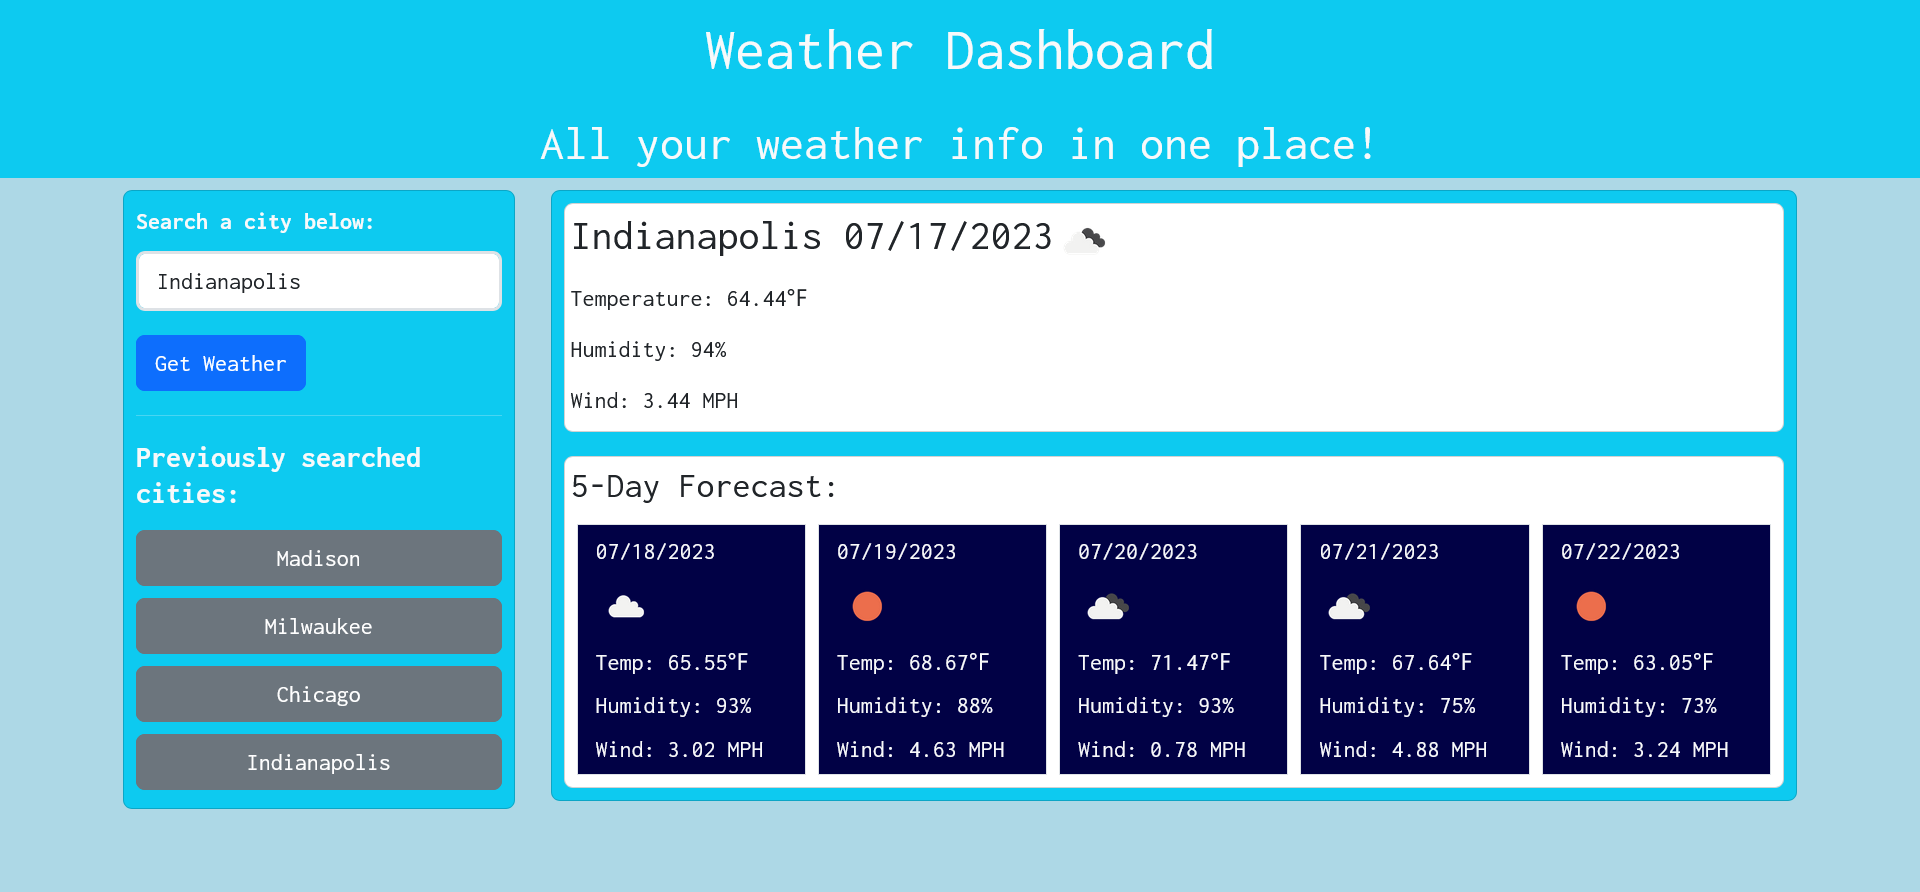 Weather Dashboard
All your weather info in one place!
Search a city below:
Indianapolis
Get Weather
Previously searched
cities:
Madison
Milwaukee
Chicago
Indianapolis
Indianapolis 07/17/2023
Temperature: 64.44°F
Humidity: 94%
Wind: 3.44 MPH
5-Day Forecast:
07/18/2023
Temp: 65.55°F
Humidity: 93%
Wind: 3.02 MPH
07/19/2023
Temp: 68.67°F
Humidity: 88%
Wind: 4.63 MPH
07/20/2023
Temp: 71.47°F
Humidity: 93%
Wind: 0.78 MPH
07/21/2023
Temp: 67.64°F
Humidity: 75%
Wind: 4.88 MPH
07/22/2023
Temp: 63.05°F
Humidity: 73%
Wind: 3.24 MPH